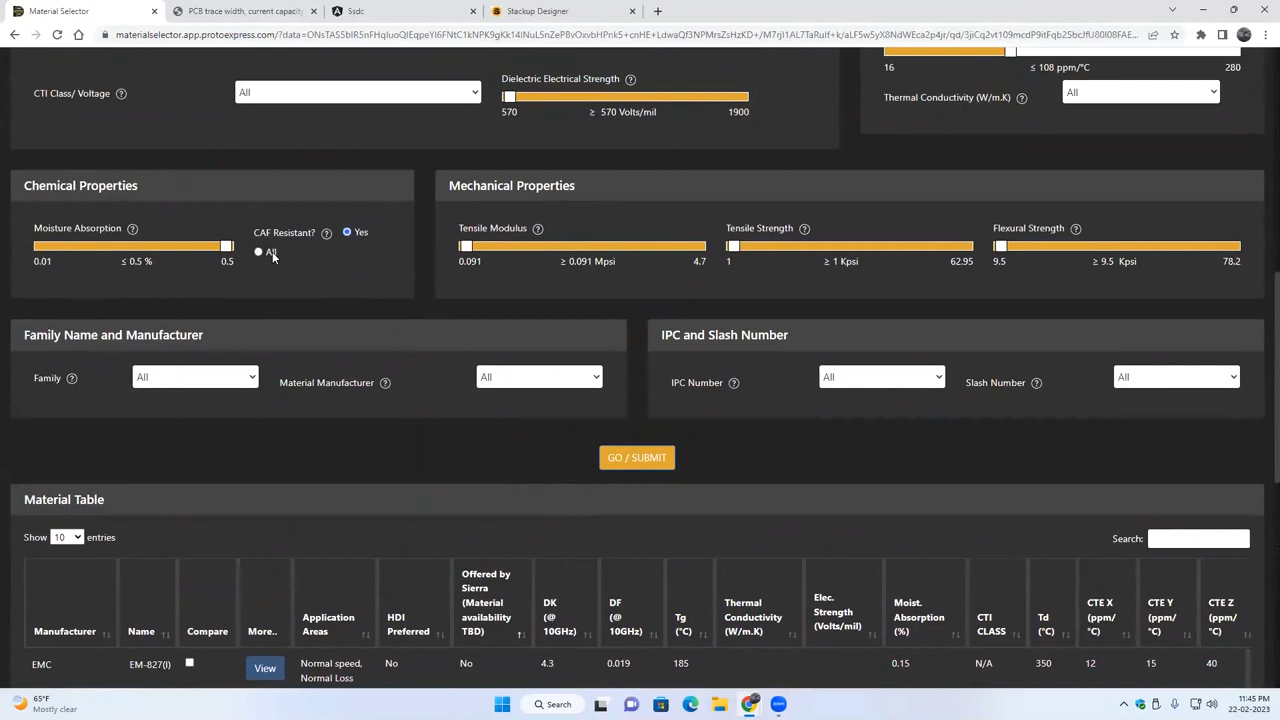 Material Selector
PCB trace width, current capacity
Ssdc
Stackup Designer
materialselector.app.protoexpress.com/?data=
CTI Class/ Voltage
All
Dielectric Electrical Strength
570 ≥ 570 Volts/mil 1900
16 ≤ 108 ppm/°C 280
Thermal Conductivity (W/m.K)
All
Chemical Properties
Moisture Absorption
0.01 ≤ 0.5 % 0.5
CAF Resistant? Yes
All
Mechanical Properties
Tensile Modulus
0.091 ≥ 0.091 Mpsi 4.7
Tensile Strength
1 ≥ 1 Kpsi 62.95
Flexural Strength
9.5 ≥ 9.5 Kpsi 78.2
Family Name and Manufacturer
Family All
Material Manufacturer All
IPC and Slash Number
IPC Number All
Slash Number All
GO / SUBMIT
Material Table
Show 10 entries
Search:
Manufacturer
Name
Compare
More..
Application
Areas
HDI
Preferred
Offered by
Sierra
(Material
availability
TBD)
DK
(@
10GHz)
DF
(@
10GHz)
Tg
(°C)
Thermal
Conductivity
(W/m.K)
Elec.
Strength
(Volts/mil)
Moist.
Absorption
(%)
CTI
CLASS
Td
(°C)
CTE X
(ppm/
°C)
CTE Y
(ppm/
°C)
CTE Z
(ppm/
°C)
EMC EM-827(I) View Normal speed, No No 4.3 0.019 185 0.15 N/A 350 12 15 40
Normal Loss
65°F
Mostly clear
Search
11:45 PM
22-02-2023